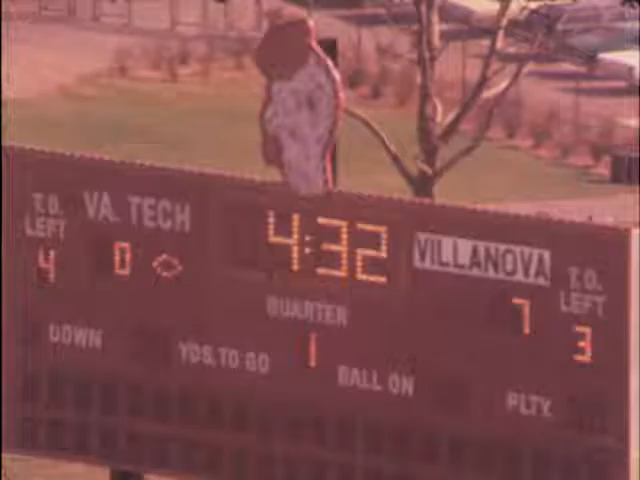 T.O. LEFT VA. TECH 4:32 VILLANOVA T.O. LEFT
4 0 7 3
QUARTER
DOWN YDS. TO GO 1 BALL ON PLTY.